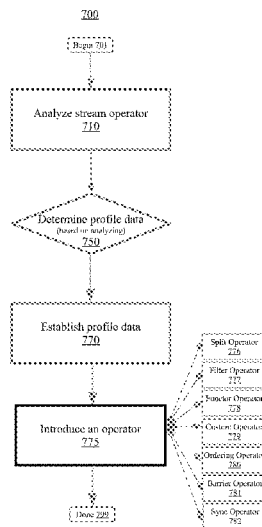 700
Begin 701
Analyze stream operator
710
Determine profile data
(based on analyzing)
750
Establish profile data
770
Introduce an operator
775
Split Operator
776
Filter Operator
777
Functor Operator
778
Custom Operator
779
Ordering Operator
780
Barrier Operator
781
Sync Operator
782
Done 799